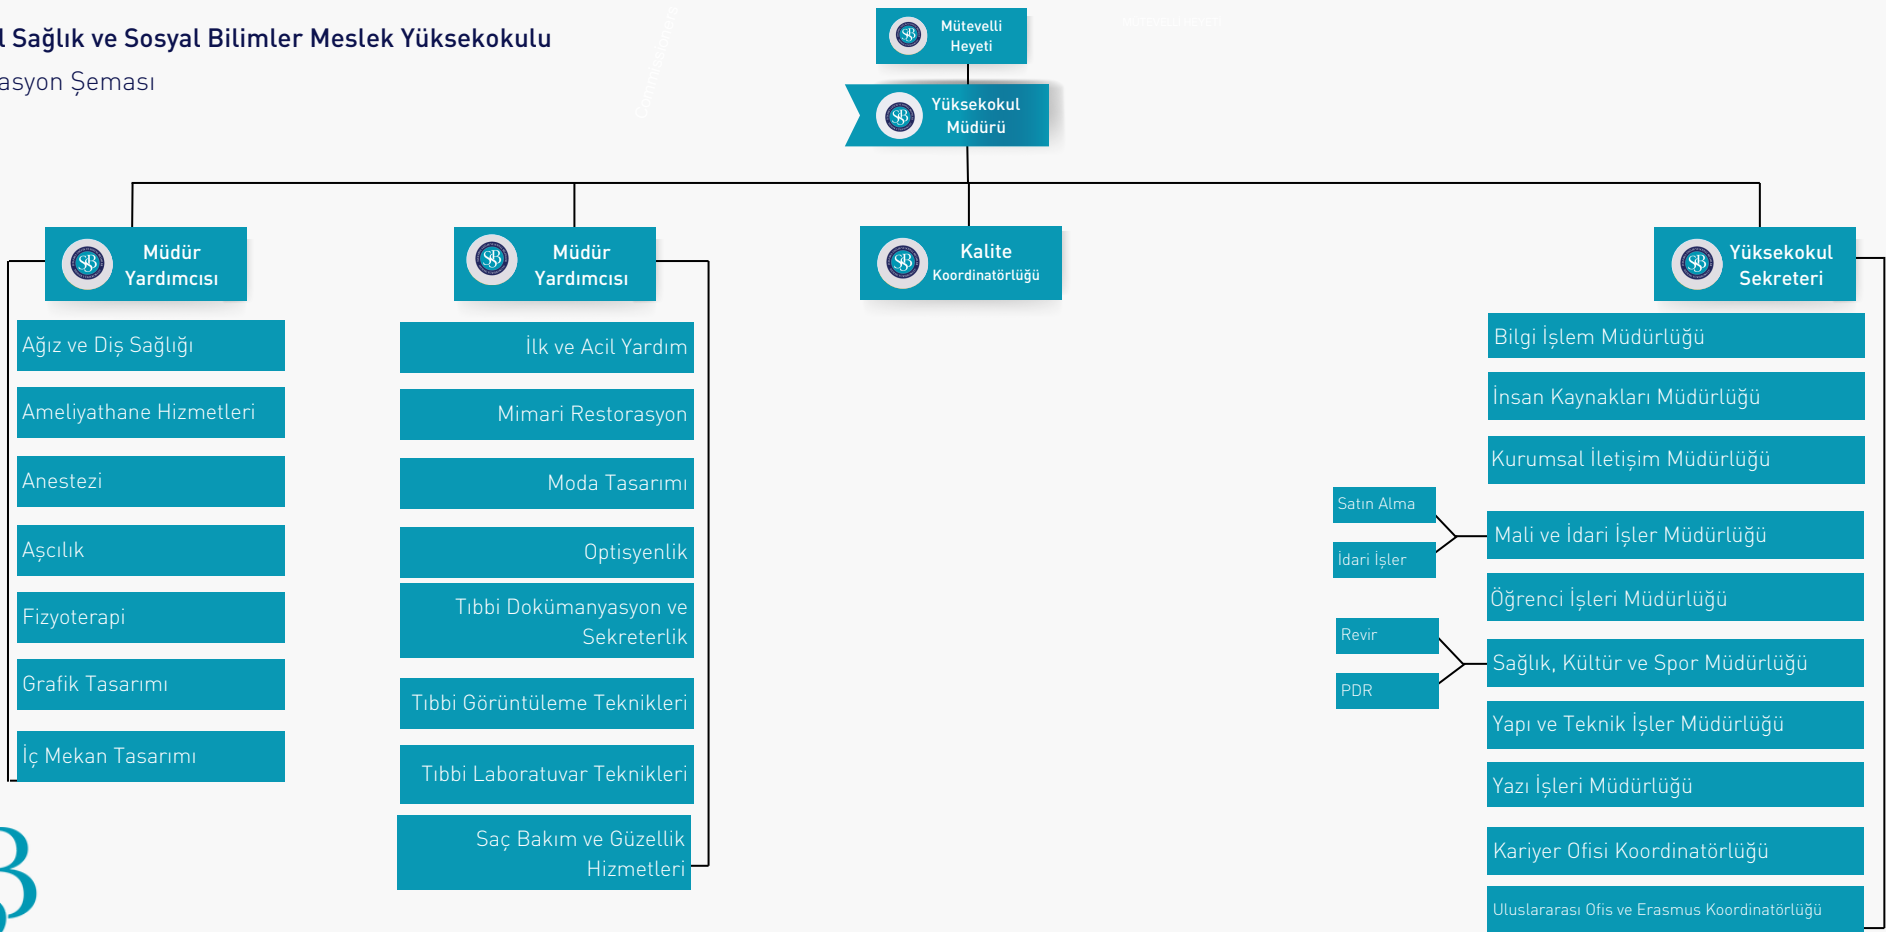 Sağlık ve Sosyal Bilimler Meslek Yüksekokulu
Şeması
Mütevelli
Heyeti
Yüksekokul
Müdürü
Müdür
Yardımcısı
Müdür
Yardımcısı
Kalite
Koordinatörlüğü
Yüksekokul
Sekreteri
Ağız ve Diş Sağlığı
Ameliyathane Hizmetleri
Anestezi
Aşcılık
Fizyoterapi
Grafik Tasarımı
İç Mekan Tasarımı
İlk ve Acil Yardım
Mimari Restorasyon
Moda Tasarımı
Optisyenlik
Tıbbi Dokümanyasyon ve
Sekreterlik
Tıbbi Görüntüleme Teknikleri
Tıbbi Laboratuvar Teknikleri
Saç Bakım ve Güzellik
Hizmetleri
Bilgi İşlem Müdürlüğü
İnsan Kaynakları Müdürlüğü
Kurumsal İletişim Müdürlüğü
Satın Alma
İdari İşler
Mali ve İdari İşler Müdürlüğü
Öğrenci İşleri Müdürlüğü
Revir
PDR
Sağlık, Kültür ve Spor Müdürlüğü
Yapı ve Teknik İşler Müdürlüğü
Yazı İşleri Müdürlüğü
Kariyer Ofisi Koordinatörlüğü
Uluslararası Ofis ve Erasmus Koordinatörlüğü